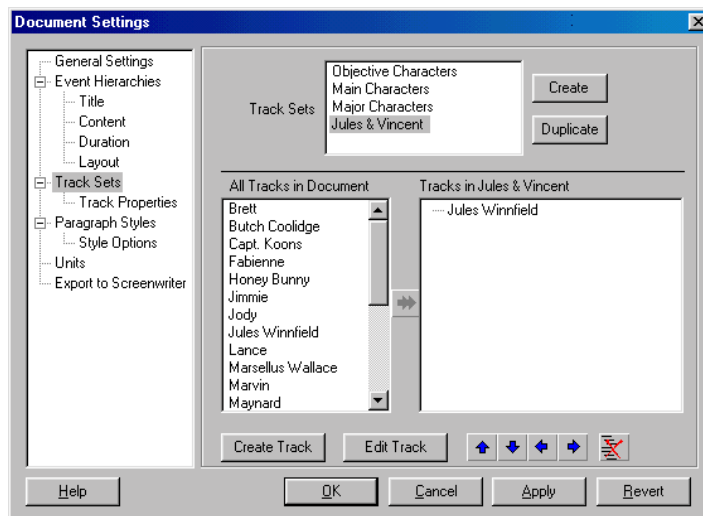 Document Settings
General Settings
Event Hierarchies
Title
Content
Duration
Layout
Track Sets
Track Properties
Paragraph Styles
Style Options
Units
Export to Screenwriter
Track Sets
Objective Characters
Main Characters
Major Characters
Jules & Vincent
Create
Duplicate
All Tracks in Document
Brett
Butch Coolidge
Capt. Koons
Fabienne
Honey Bunny
Jimmie
Jody
Jules Winnfield
Lance
Marsellus Wallace
Marvin
Maynard
Tracks in Jules & Vincent
Jules Winnfield
Create Track
Edit Track
Help
OK
Cancel
Apply
Revert